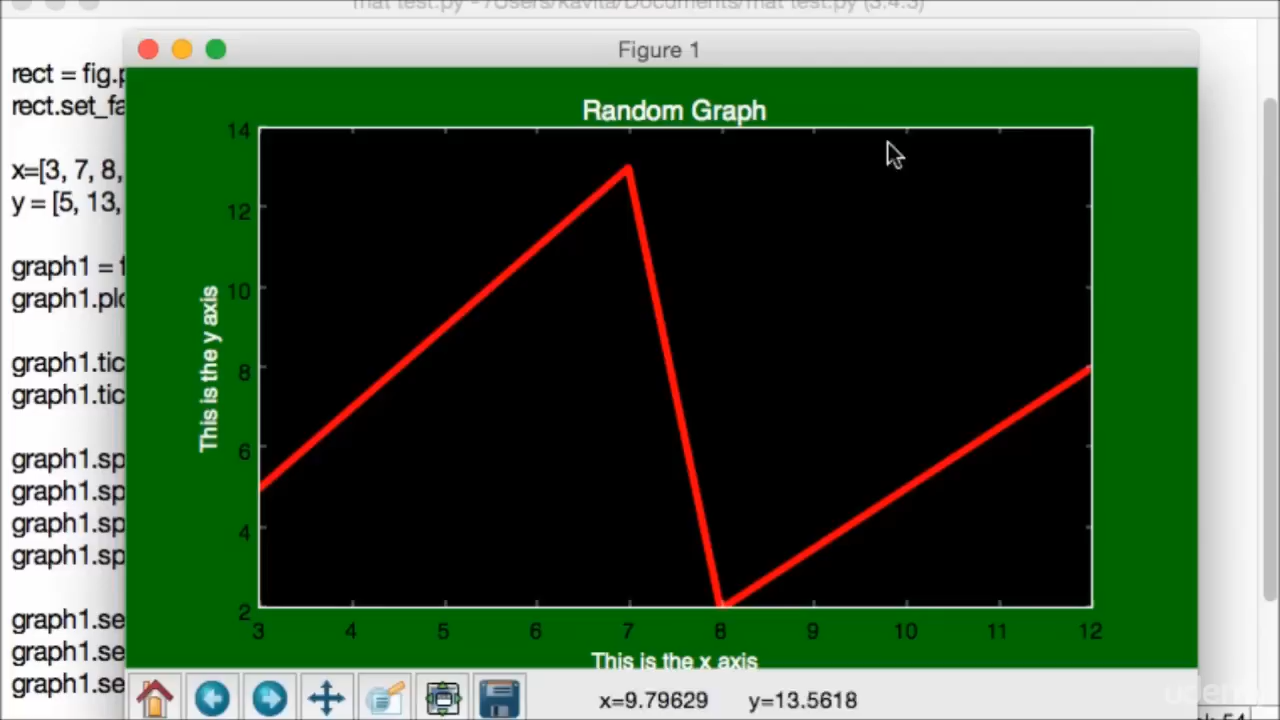 mat test.py - /Users/kavita/Documents/mat test.py (3.4.3)
Figure 1
rect = fig.p
rect.set_fa
x=[3, 7, 8,
y = [5, 13,
graph1 = f
graph1.plo
graph1.tic
graph1.tic
graph1.sp
graph1.sp
graph1.sp
graph1.sp
graph1.se
graph1.se
graph1.se
Random Graph
This is the y axis
14
12
10
8
6
4
2
3 4 5 6 7 8 9 10 11 12
This is the x axis
x=9.79629 y=13.5618
udemy